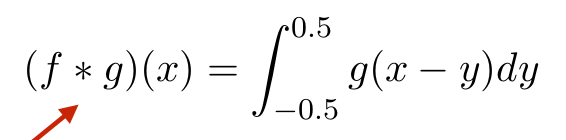 (f * g)(x) = ∫_{-0.5}^{0.5} g(x − y)dy